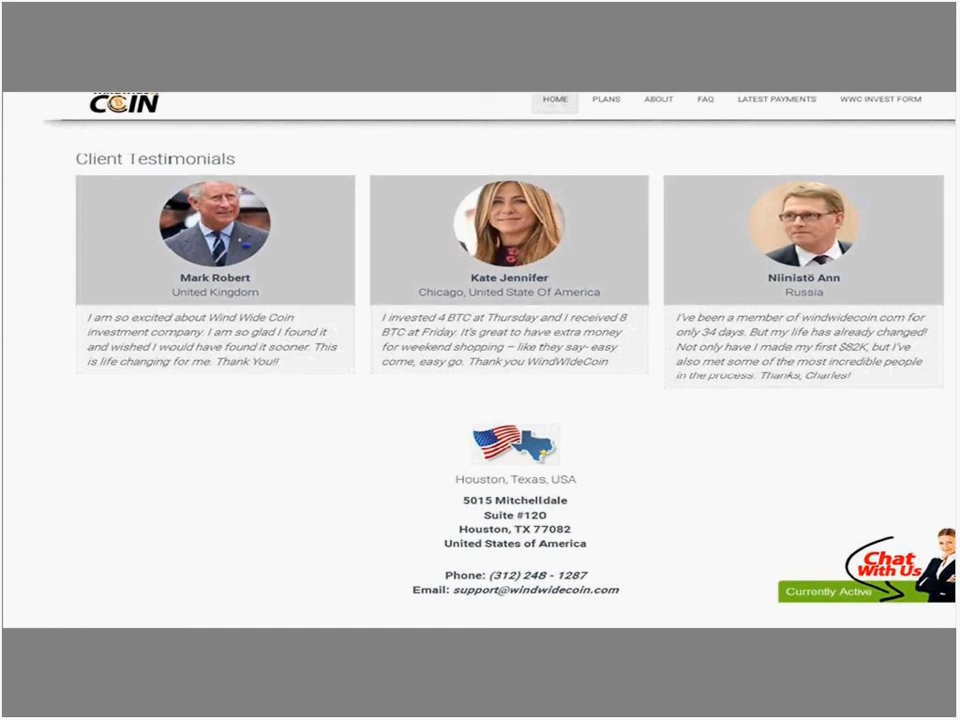 COIN
HOME PLANS ABOUT FAQ LATEST PAYMENTS WWC INVEST FORM
Client Testimonials
Mark Robert
United Kingdom
I am so excited about Wind Wide Coin
investment company. I am so glad I found it
and wished I would have found it sooner. This
is life changing for me. Thank You!!
Kate Jennifer
Chicago, United State Of America
I invested 4 BTC at Thursday and I received 8
BTC at Friday. It's great to have extra money
for weekend shopping – like they say- easy
come, easy go. Thank you WindWIdeCoin
Niinistö Ann
Russia
I've been a member of windwidecoin.com for
only 34 days. But my life has already changed!
Not only have I made my first $82K, but I've
also met some of the most incredible people
in the process. Thanks, Charles!
Houston, Texas, USA
5015 Mitchelldale
Suite #120
Houston, TX 77082
United States of America
Phone: (312) 248 - 1287
Email: support@windwidecoin.com
Chat
With Us
Currently Active